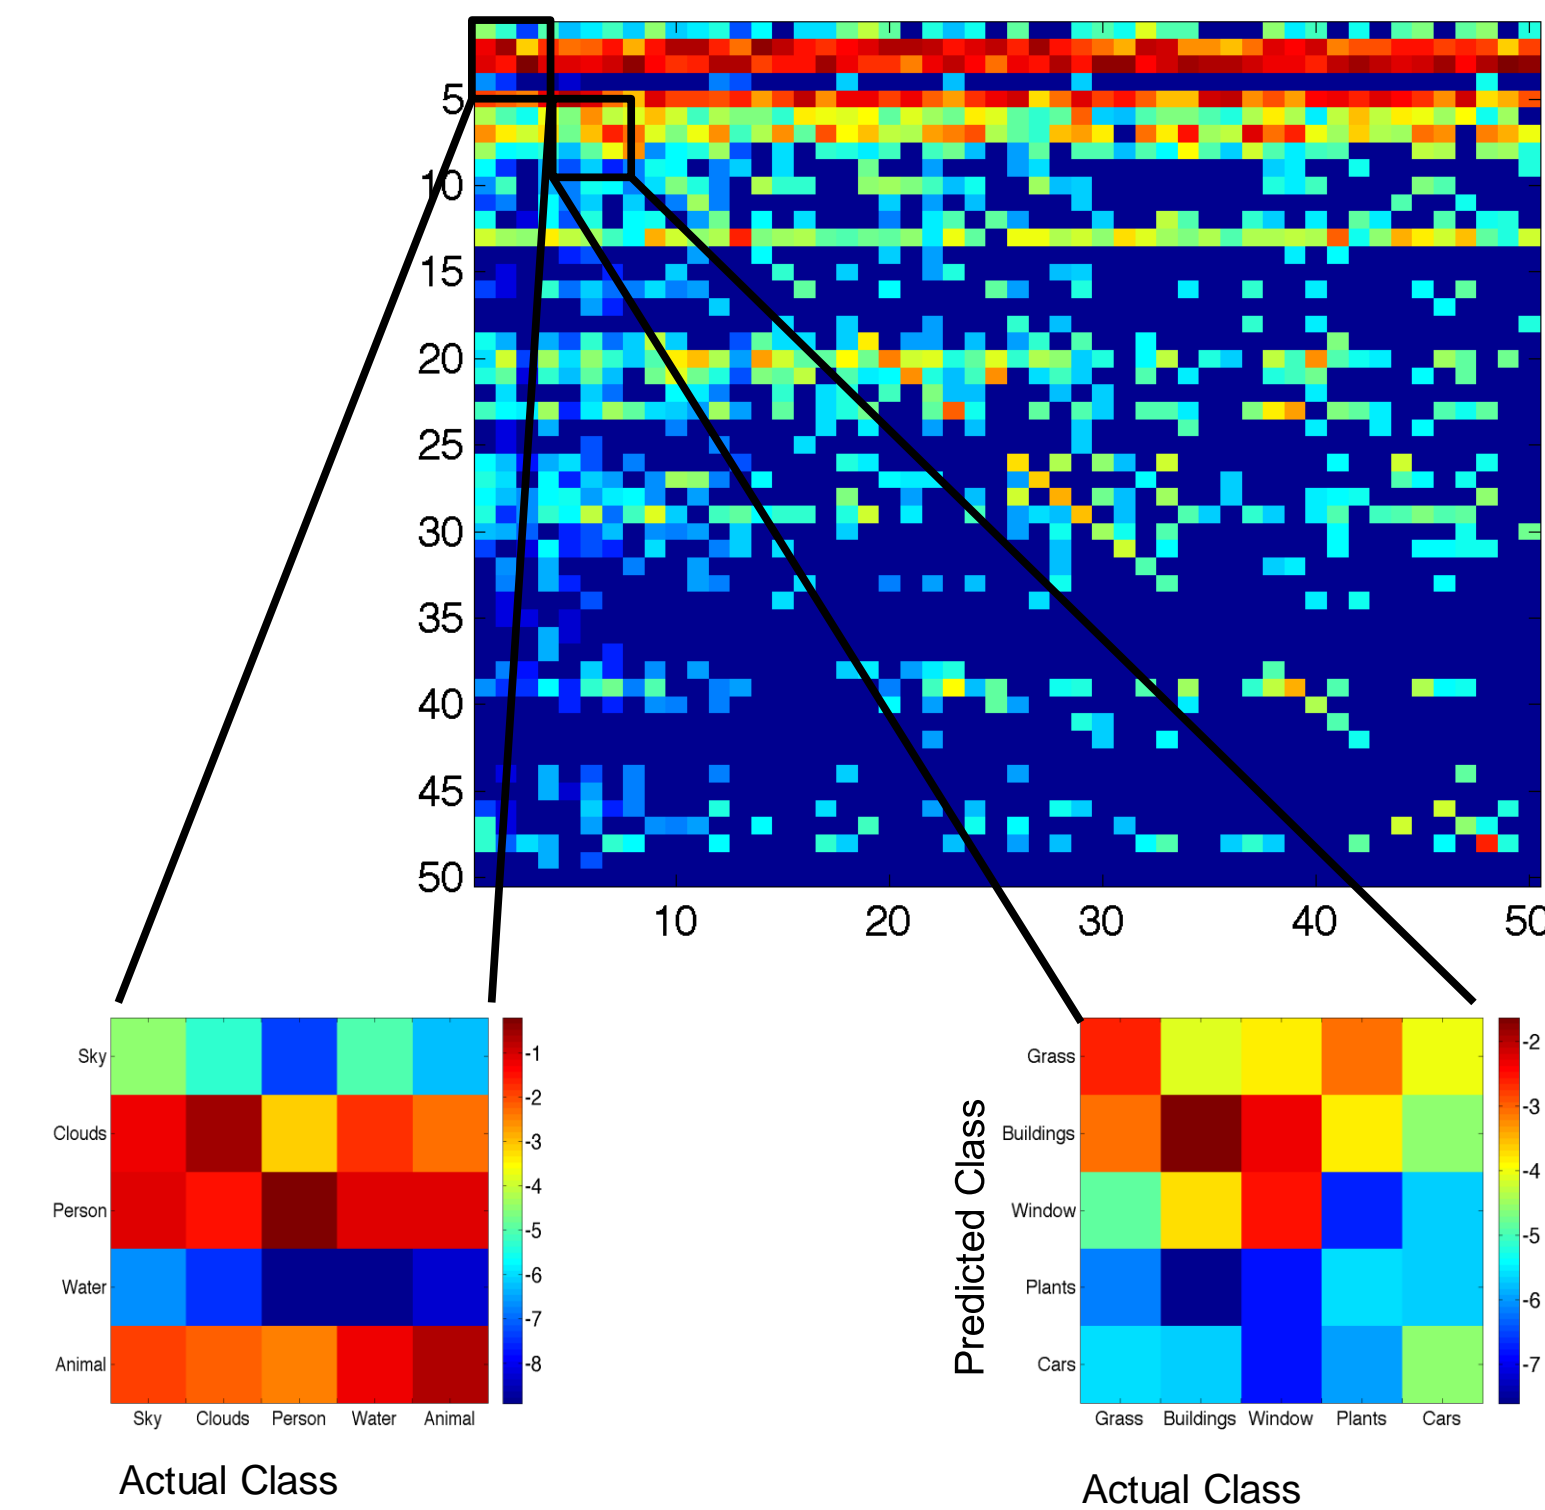 5
10
15
20
25
30
35
40
45
50
10 20 30 40 50
Sky
Clouds
Person
Water
Animal
-1
-2
-3
-4
-5
-6
-7
-8
Sky Clouds Person Water Animal
Actual Class
Predicted Class
Grass
Buildings
Window
Plants
Cars
-2
-3
-4
-5
-6
-7
Grass Buildings Window Plants Cars
Actual Class